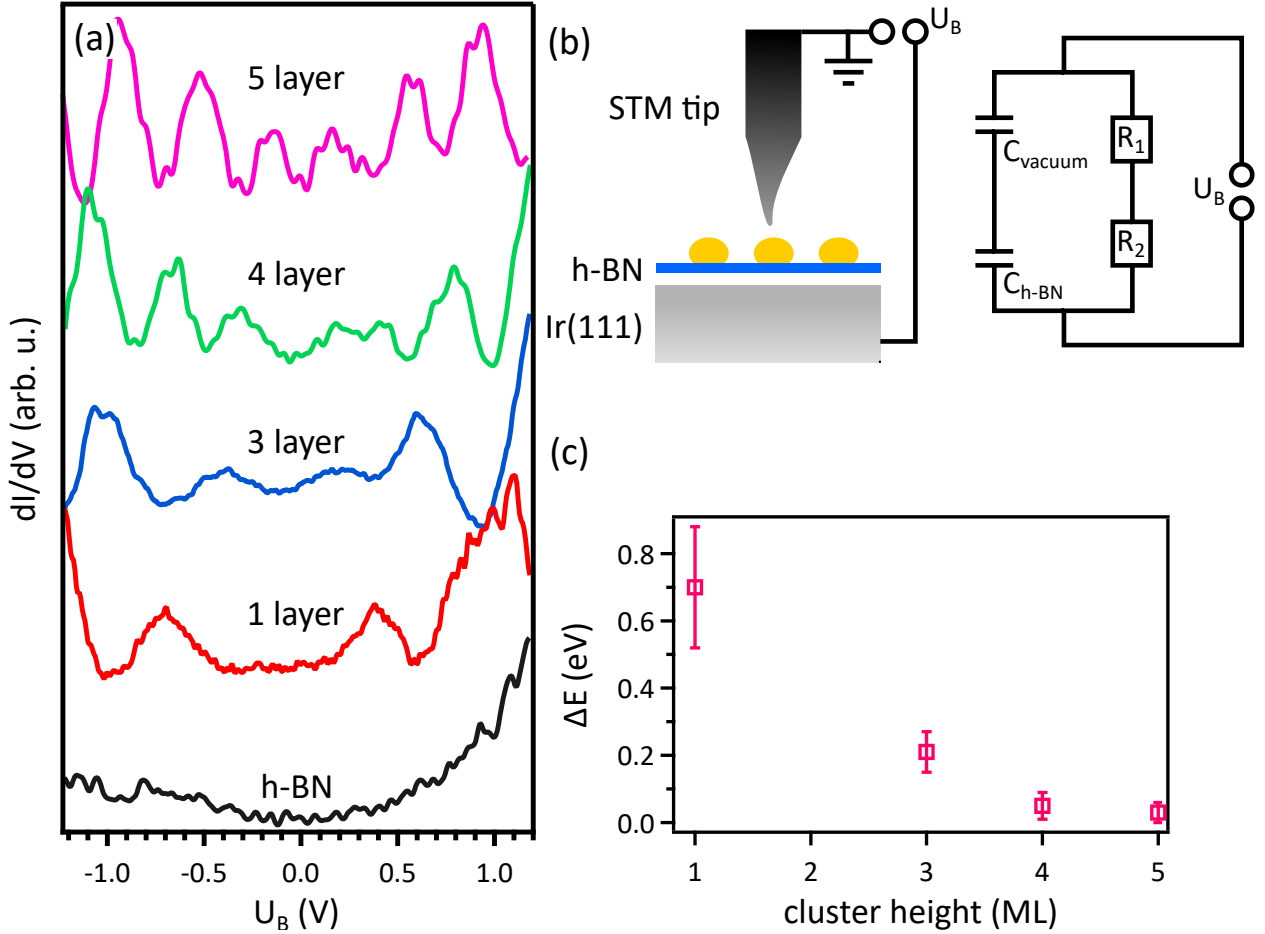 (a)
5 layer
4 layer
3 layer
1 layer
h-BN
dI/dV (arb. u.)
-1.0 -0.5 0.0 0.5 1.0
U_B (V)
(b)
STM tip
U_B
h-BN
Ir(111)
C_vacuum
R_1
R_2
C_h-BN
U_B
(c)
ΔE (eV)
0.8
0.6
0.4
0.2
0.0
1 2 3 4 5
cluster height (ML)